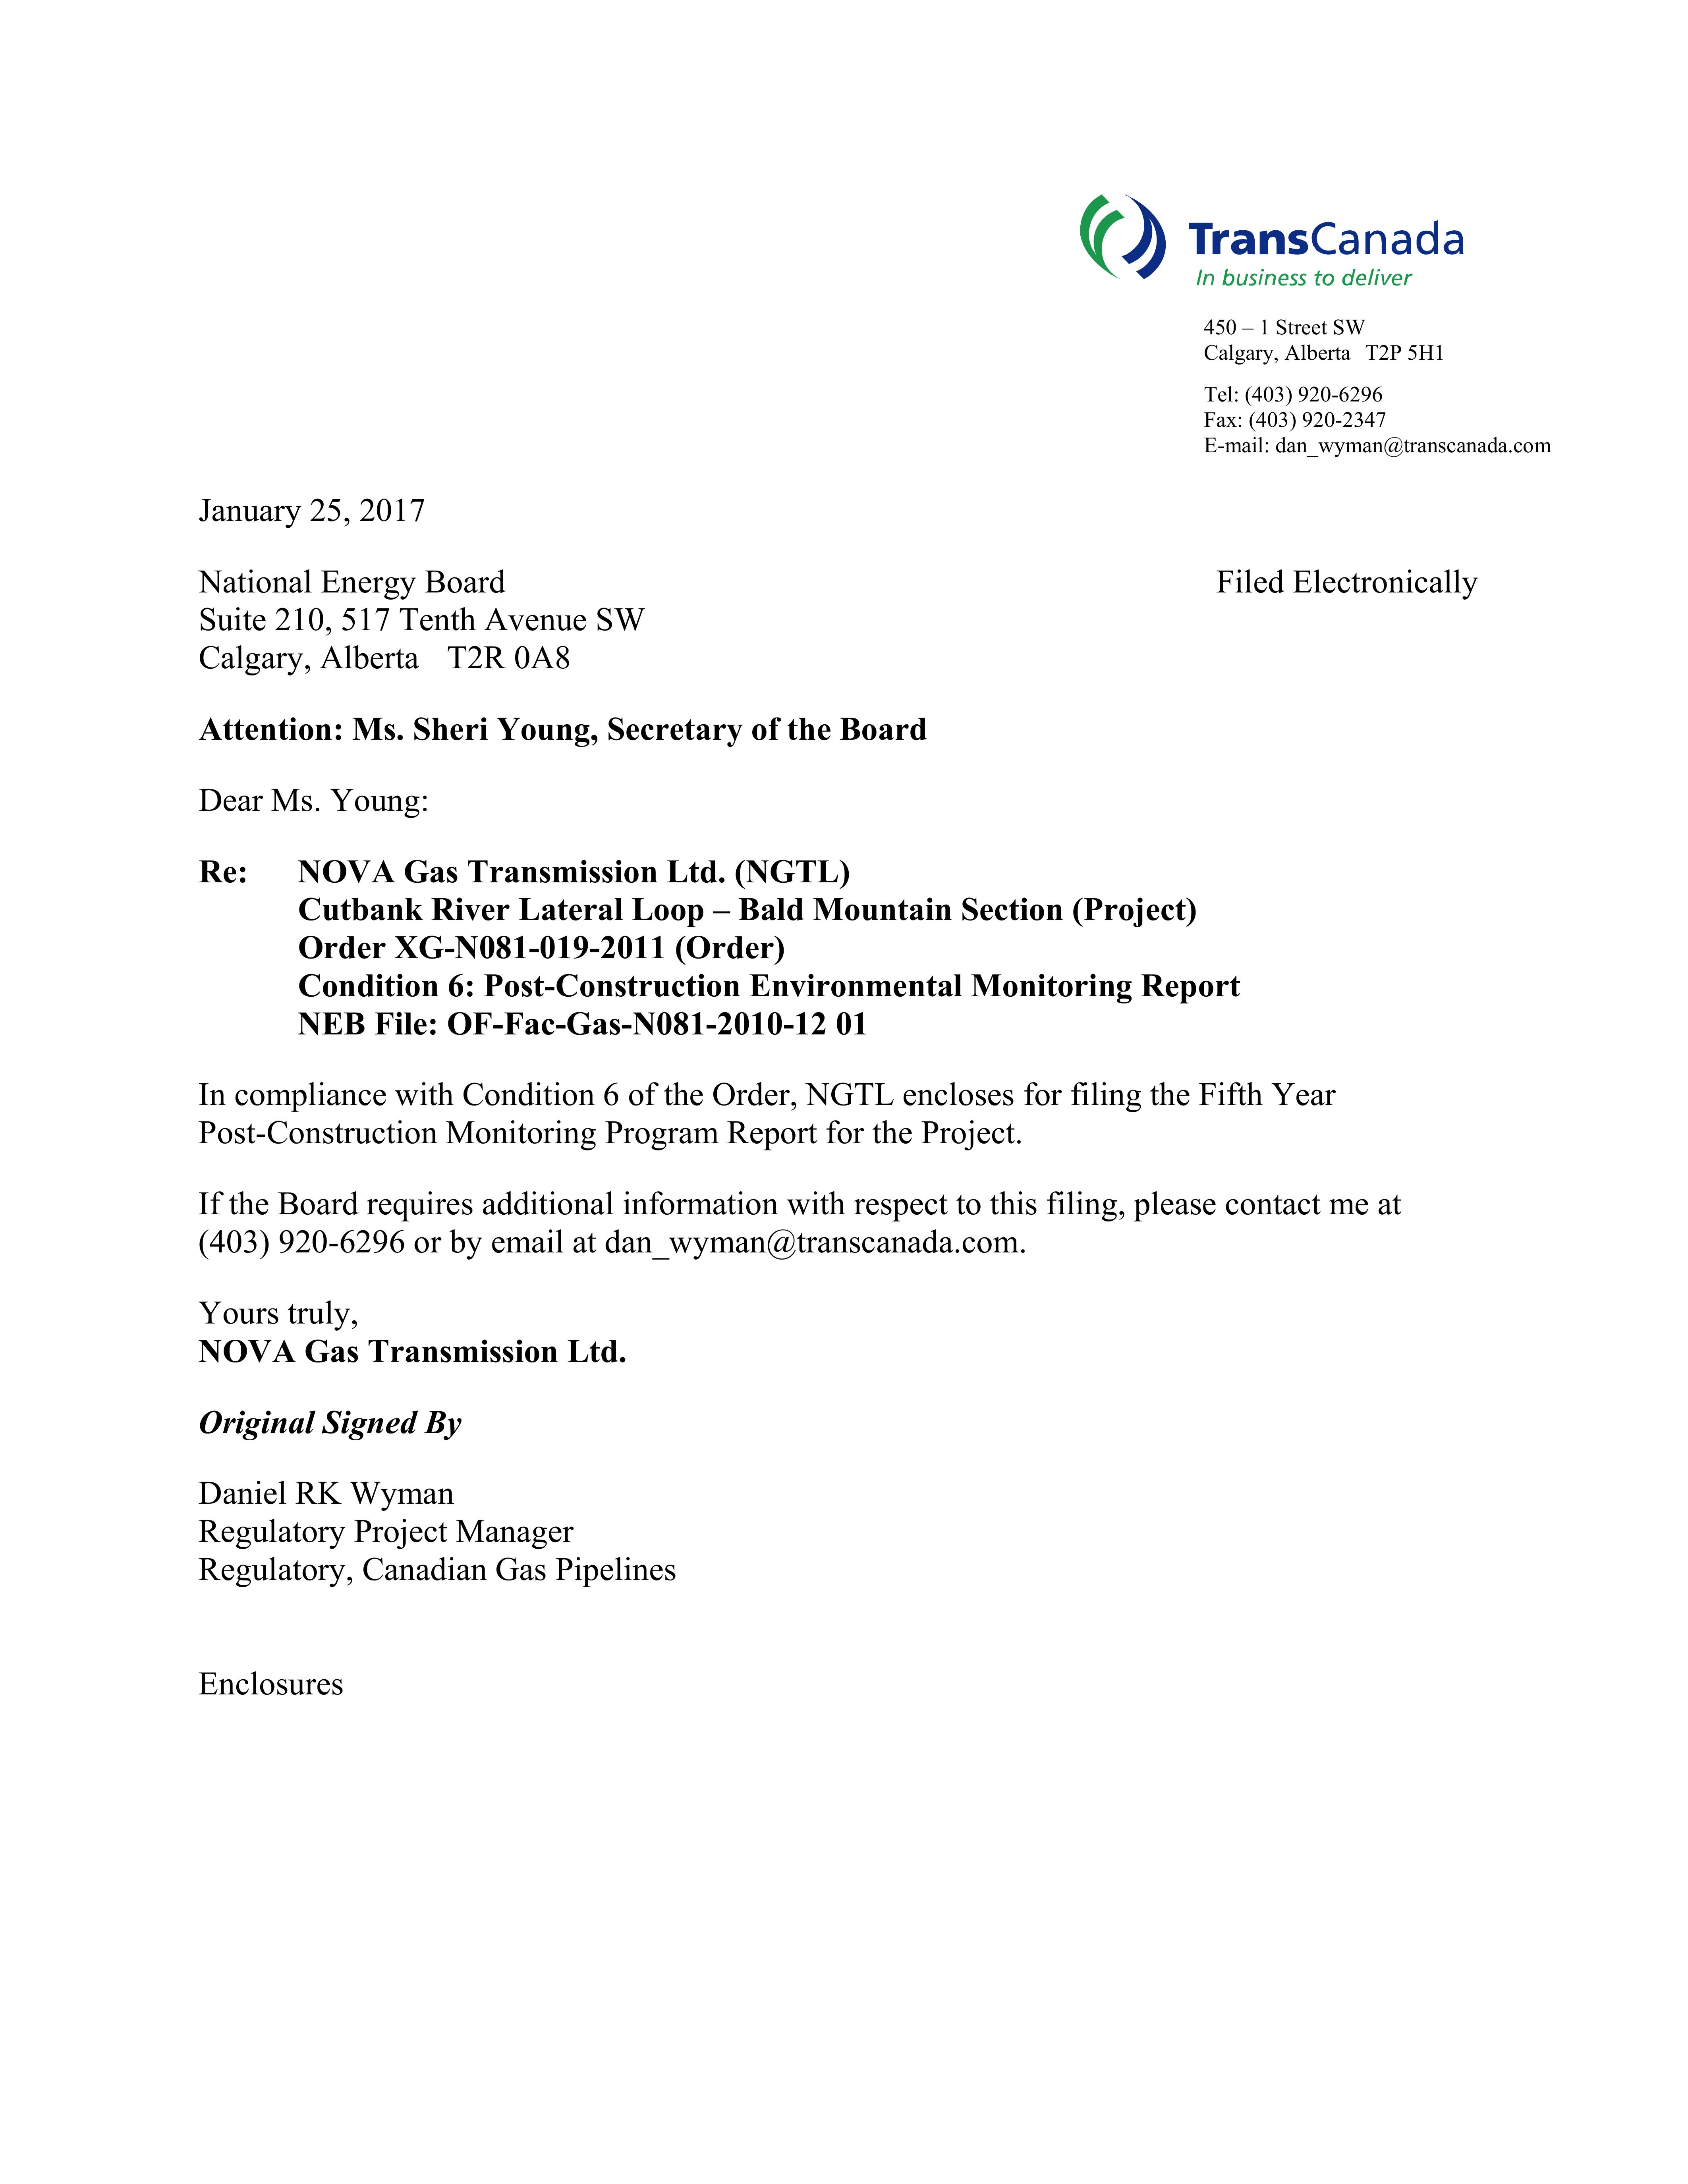 TransCanada
In business to deliver
450 – 1 Street SW
Calgary, Alberta T2P 5H1
Tel: (403) 920-6296
Fax: (403) 920-2347
E-mail: dan_wyman@transcanada.com
January 25, 2017
National Energy Board Filed Electronically
Suite 210, 517 Tenth Avenue SW
Calgary, Alberta T2R 0A8
Attention: Ms. Sheri Young, Secretary of the Board
Dear Ms. Young:
Re: NOVA Gas Transmission Ltd. (NGTL)
Cutbank River Lateral Loop – Bald Mountain Section (Project)
Order XG-N081-019-2011 (Order)
Condition 6: Post-Construction Environmental Monitoring Report
NEB File: OF-Fac-Gas-N081-2010-12 01
In compliance with Condition 6 of the Order, NGTL encloses for filing the Fifth Year
Post-Construction Monitoring Program Report for the Project.
If the Board requires additional information with respect to this filing, please contact me at
(403) 920-6296 or by email at dan_wyman@transcanada.com.
Yours truly,
NOVA Gas Transmission Ltd.
Original Signed By
Daniel RK Wyman
Regulatory Project Manager
Regulatory, Canadian Gas Pipelines
Enclosures